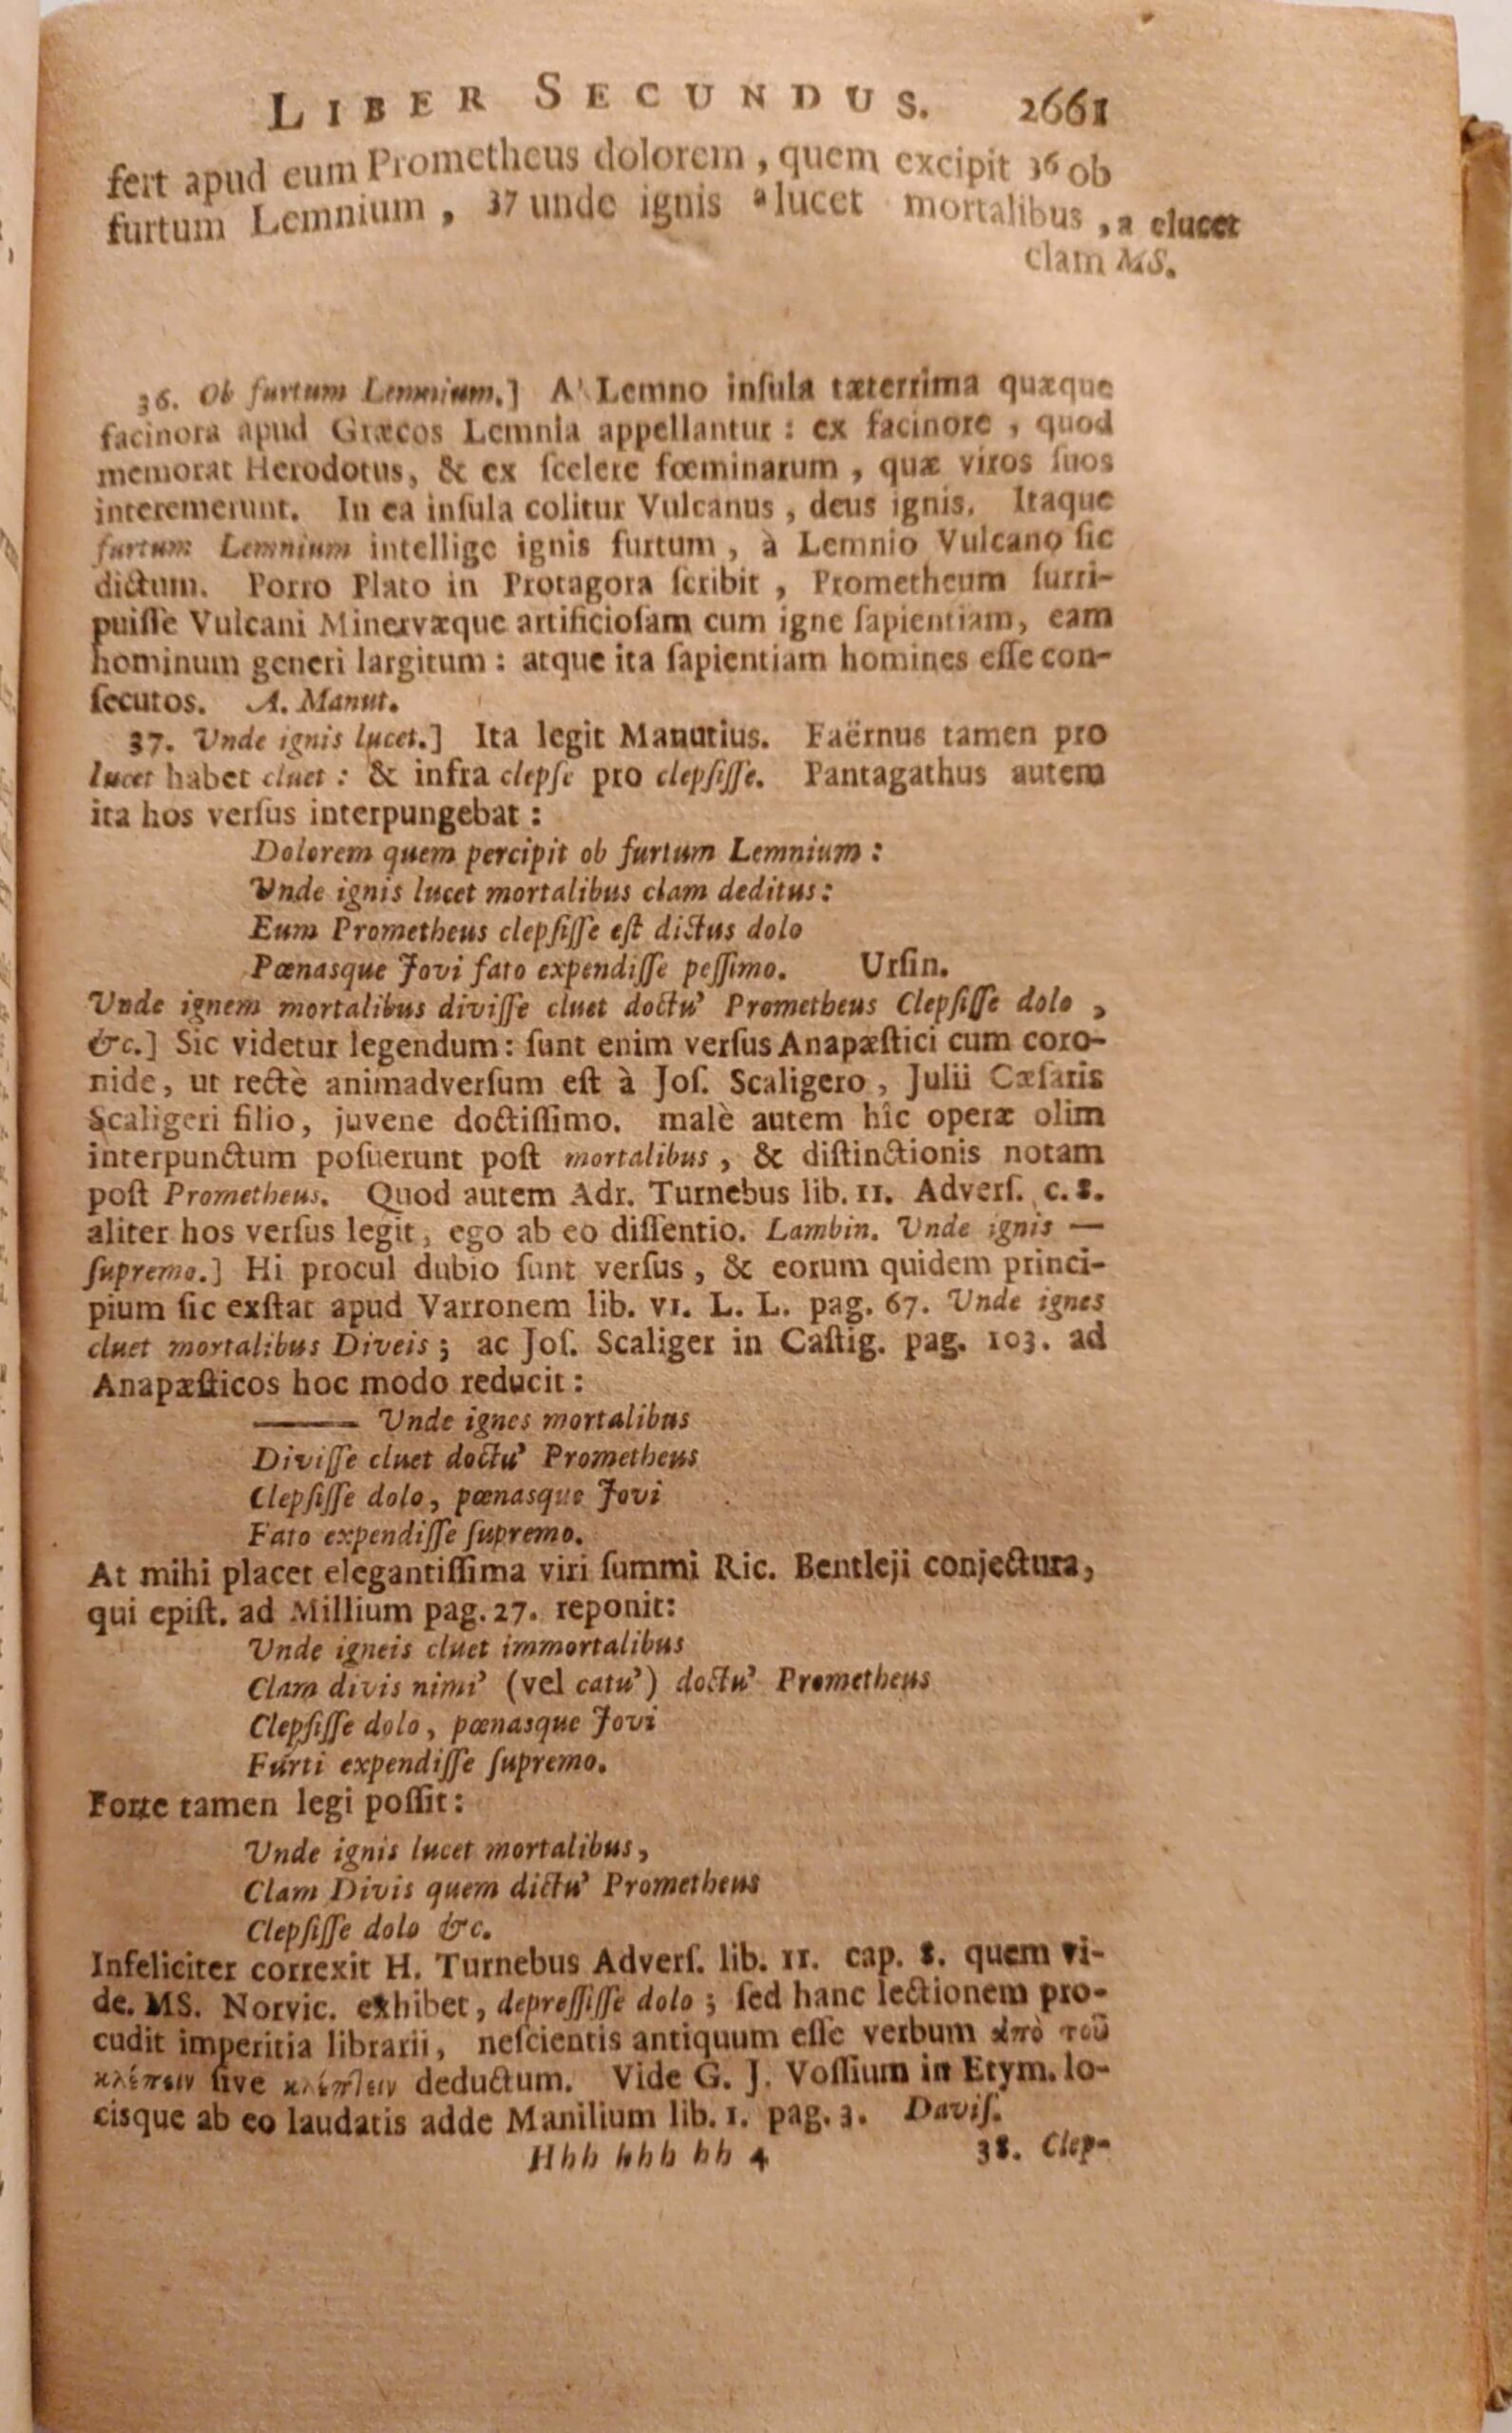 LIBER SECUNDUS. 2661
fert apud eum Prometheus dolorem, quem excipit 36 ob
furtum Lemnium, 37 unde ignis a lucet mortalibus, a elucet
clam MS.
36. Ob furtum Lemnium.] A' Lemno inſula tæterrima quæque
facinora apud Græcos Lemnia appellantur: ex facinore, quod
memorat Herodotus, & ex ſcelere fœminarum, quæ viros ſuos
interemerunt. In ea inſula colitur Vulcanus, deus ignis. Itaque
furtum Lemnium intellige ignis furtum, à Lemnio Vulcano ſic
dictum. Porro Plato in Protagora ſcribit, Prometheum ſurri-
puiſſe Vulcani Minervæque artificioſam cum igne ſapientiam, eam
hominum generi largitum: atque ita ſapientiam homines eſſe con-
ſecutos. A. Manut.
37. Unde ignis lucet.] Ita legit Manutius. Faërnus tamen pro
lucet habet cluet: & infra clepſe pro clepſiſſe. Pantagathus autem
ita hos verſus interpungebat:
Dolorem quem percipit ob furtum Lemnium:
Unde ignis lucet mortalibus clam deditus:
Eum Prometheus clepſiſſe eſt dictus dolo
Pœnasque Jovi fato expendiſſe peſſimo. Urſin.
Unde ignem mortalibus diviſſe cluet doctu' Prometheus Clepſiſſe dolo,
&c.] Sic videtur legendum: ſunt enim verſus Anapæſtici cum coro-
nide, ut rectè animadverſum eſt à Joſ. Scaligero, Julii Cæſaris
Scaligeri filio, juvene doctiſſimo. malè autem hîc operæ olim
interpunctum poſuerunt poſt mortalibus, & diſtinctionis notam
poſt Prometheus. Quod autem Adr. Turnebus lib. 11. Adverſ. c. 8.
aliter hos verſus legit, ego ab eo diſſentio. Lambin. Unde ignis —
ſupremo.] Hi procul dubio ſunt verſus, & eorum quidem princi-
pium ſic exſtat apud Varronem lib. VI. L. L. pag. 67. Unde ignes
cluet mortalibus Diveis; ac Joſ. Scaliger in Caſtig. pag. 103. ad
Anapæſticos hoc modo reducit:
—— Unde ignes mortalibus
Diviſſe cluet doctu' Prometheus
Clepſiſſe dolo, pœnasque Jovi
Fato expendiſſe ſupremo.
At mihi placet elegantiſſima viri ſummi Ric. Bentleji conjectura,
qui epiſt. ad Millium pag. 27. reponit:
Unde igneis cluet immortalibus
Clam divis nimi' (vel catu') doctu' Prometheus
Clepſiſſe dolo, pœnasque Jovi
Furti expendiſſe ſupremo.
Forte tamen legi poſſit:
Unde ignis lucet mortalibus,
Clam Divis quem dictu' Prometheus
Clepſiſſe dolo &c.
Infeliciter correxit H. Turnebus Adverſ. lib. 11. cap. 8. quem vi-
de. MS. Norvic. exhibet, depreſſiſſe dolo; ſed hanc lectionem pro-
cudit imperitia librarii, neſcientis antiquum eſſe verbum ἀπὸ τοῦ
κλέπειν ſive κλέπτειν deductum. Vide G. J. Voſſium in Etym. lo-
cisque ab eo laudatis adde Manilium lib. 1. pag. 3. Daviſ.
Hhh hhh hh 4 38. Clep-